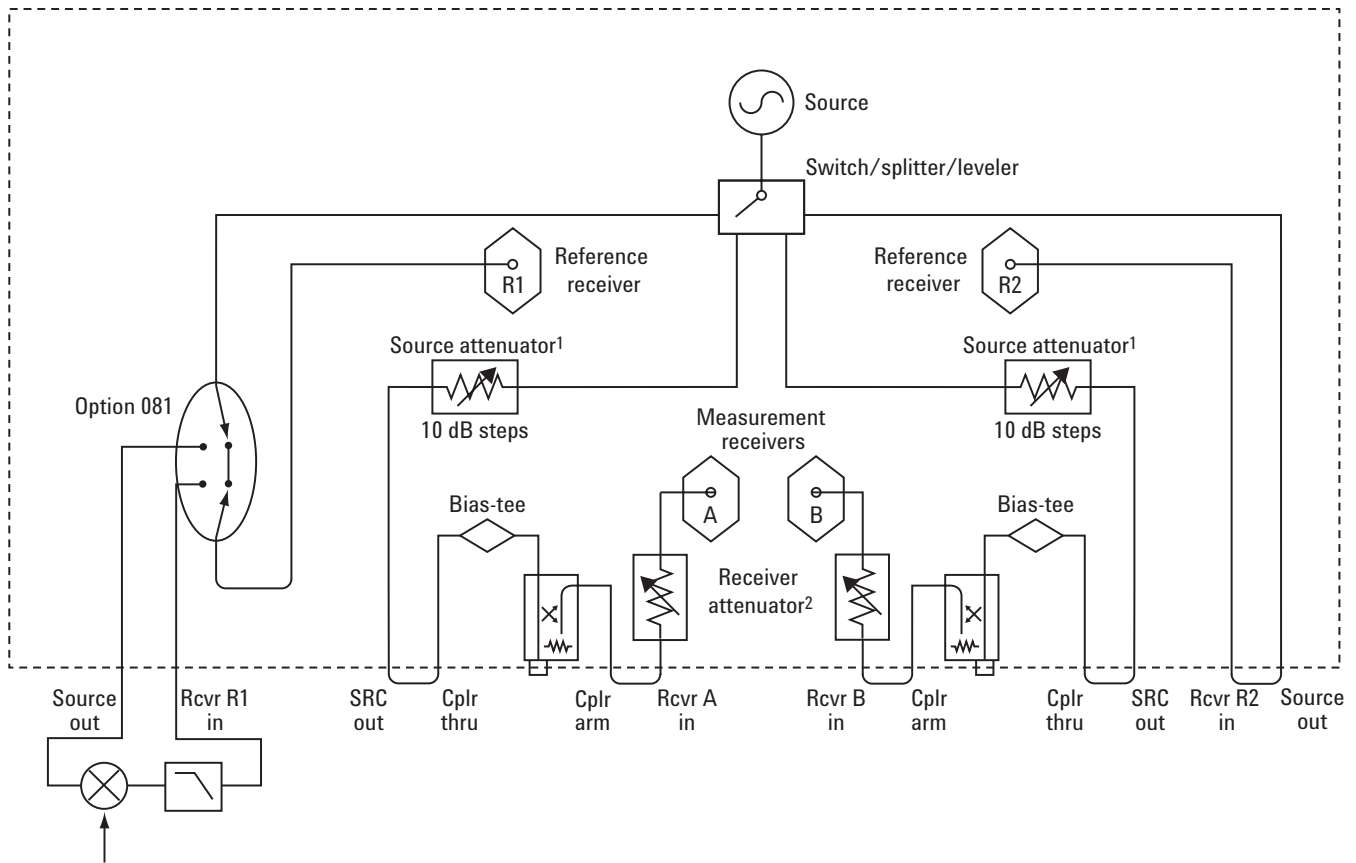 Source
Switch/splitter/leveler
R1
Reference
receiver
Reference
receiver
R2
Source attenuator1
Source attenuator1
Option 081
10 dB steps
10 dB steps
Measurement
receivers
Bias-tee
A
B
Bias-tee
Receiver
attenuator2
Source
out
Rcvr R1
in
SRC
out
Cplr
thru
Cplr
arm
Rcvr A
in
Rcvr B
in
Cplr
arm
Cplr
thru
SRC
out
Rcvr R2
in
Source
out